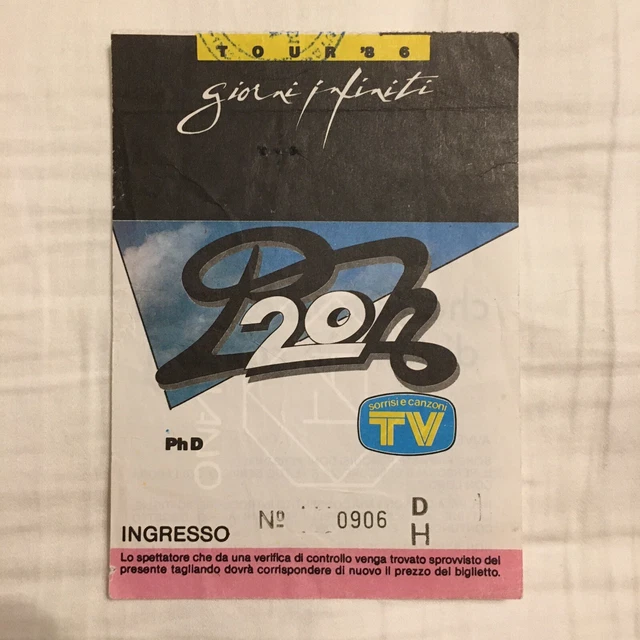 TOUR '86
giorni infiniti
Pooh
20
sorrisi e canzoni
TV
PhD
Nº 0906 D
INGRESSO H
Lo spettatore che da una verifica di controllo venga trovato sprovvisto del
presente tagliando dovrà corrispondere di nuovo il prezzo del biglietto.